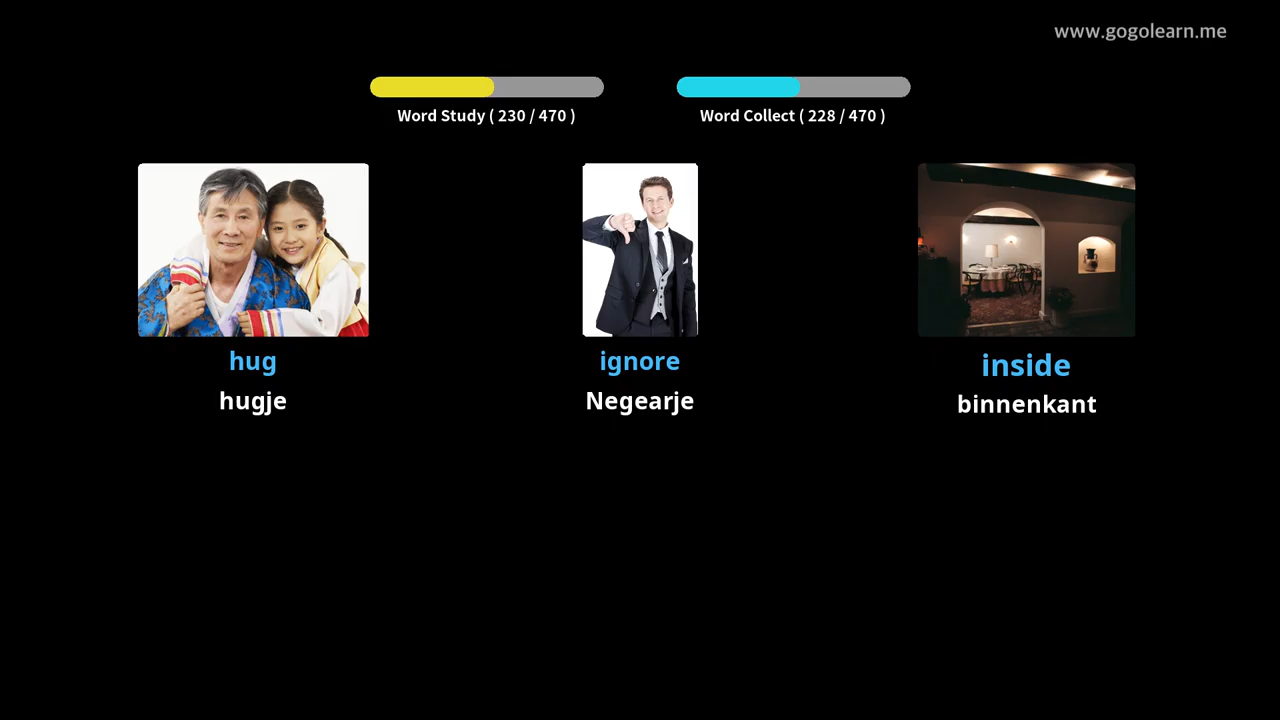 www.gogolearn.me
Word Study ( 230 / 470 )
Word Collect ( 228 / 470 )
hug
hugje
ignore
Negearje
inside
binnenkant